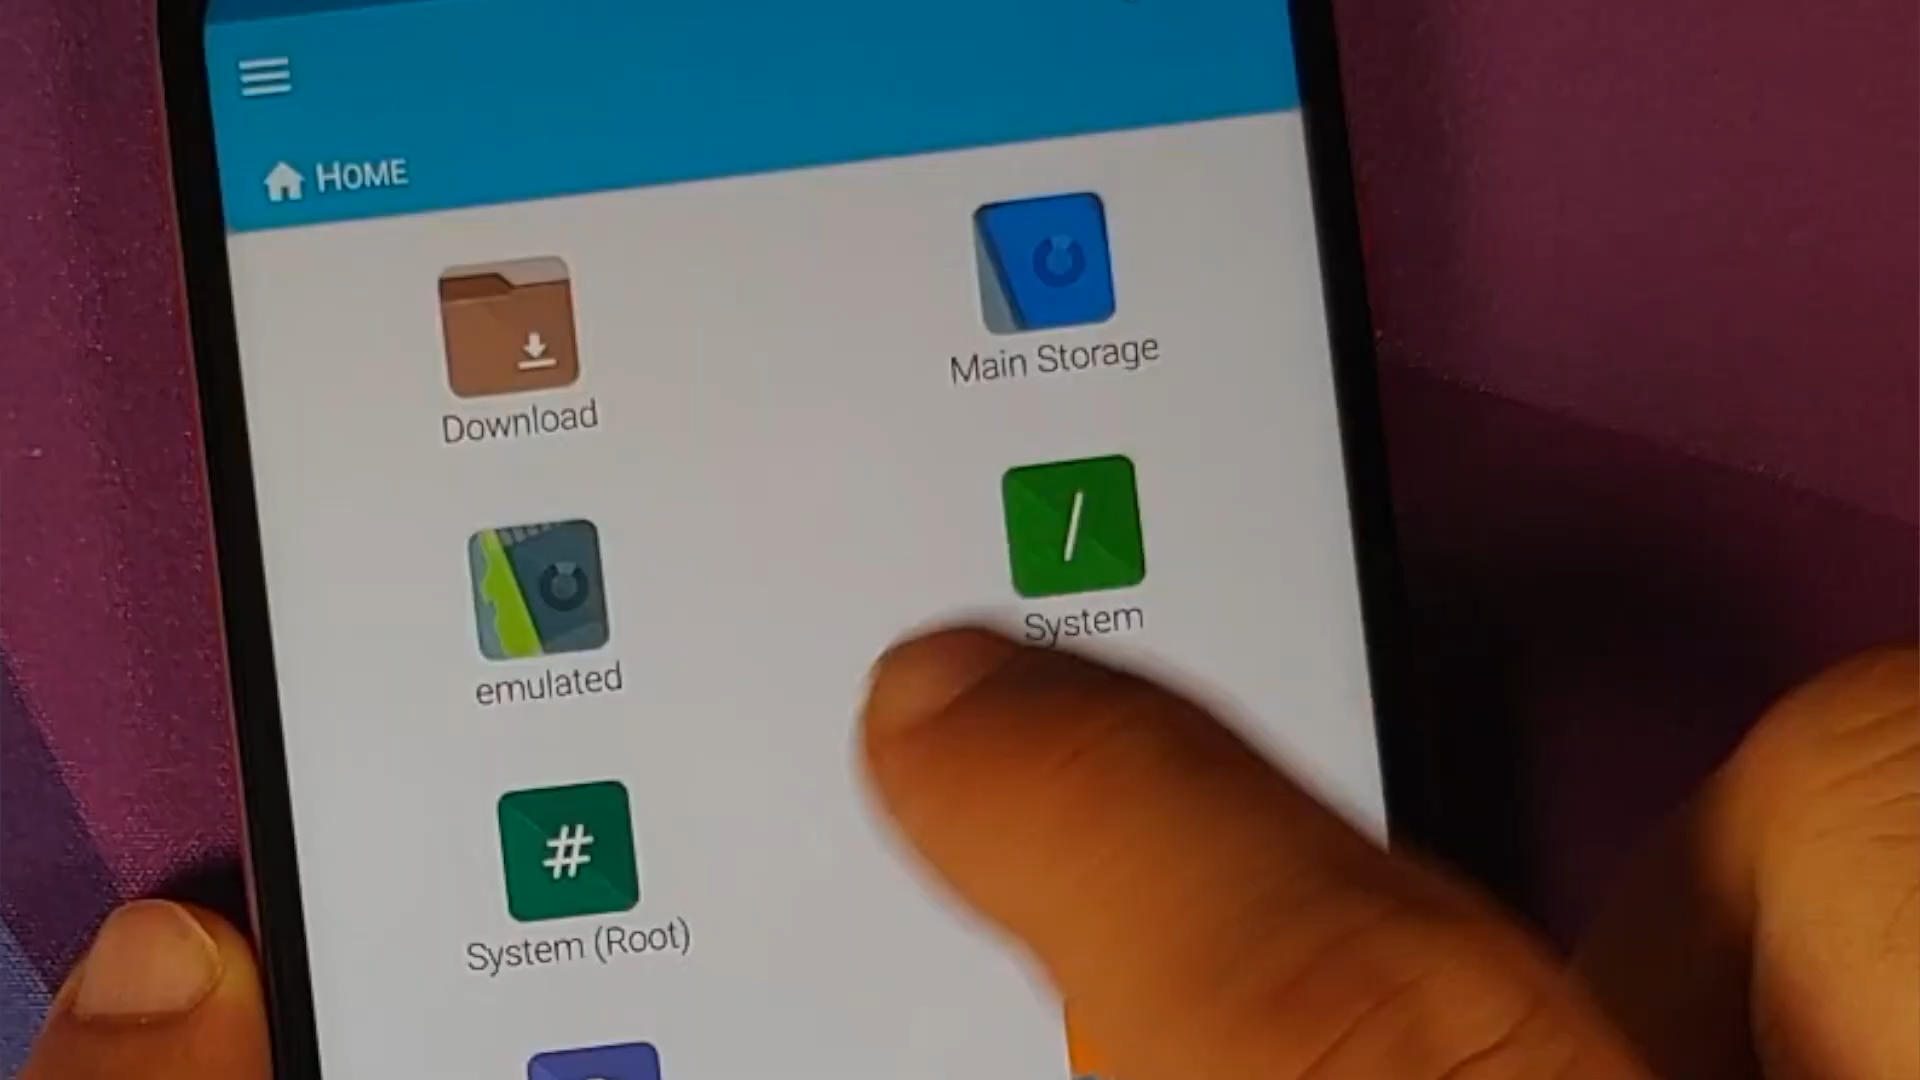 HOME
Download
Main Storage
emulated
/
System
#
System (Root)